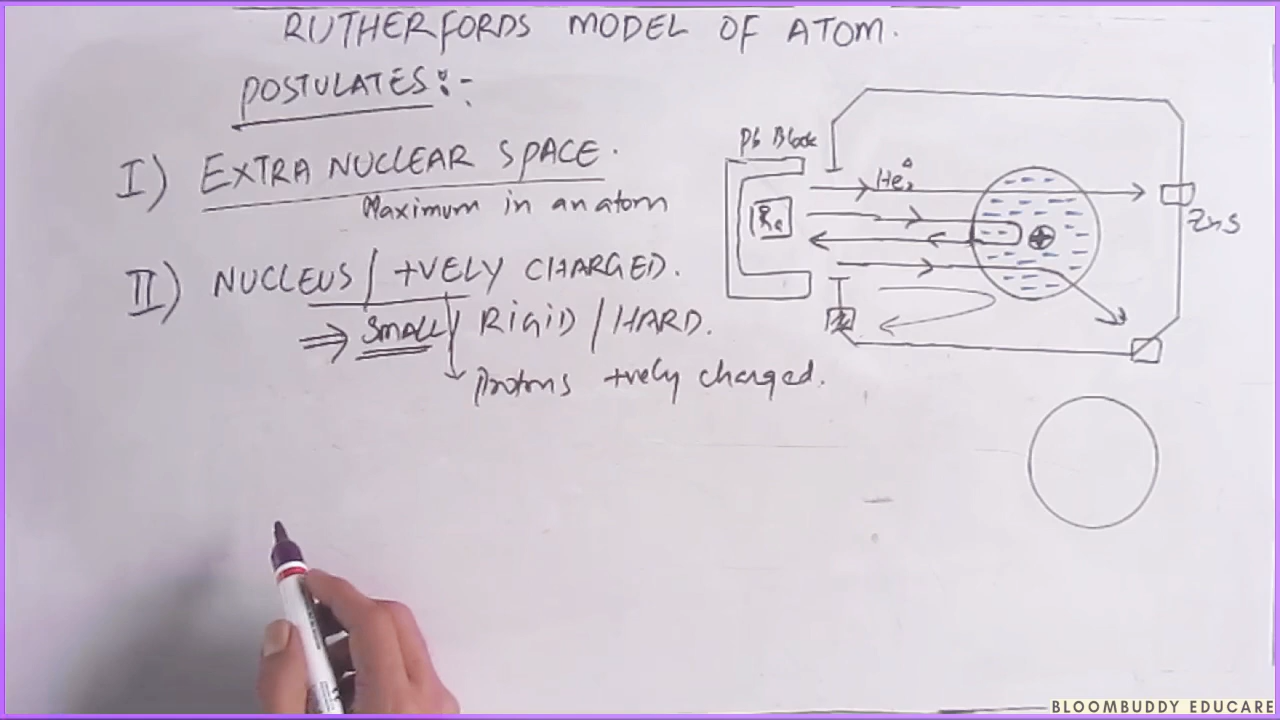 RUTHERFORDS MODEL OF ATOM.
POSTULATES:-
I) EXTRA NUCLEAR SPACE.
Maximum in an atom
II) NUCLEUS / +VELY CHARGED.
⇒ SMALL / RIGID / HARD.
Protons +vely charged.
Pb Block
Ra
He
+
ZnS
BLOOMBUDDY EDUCARE